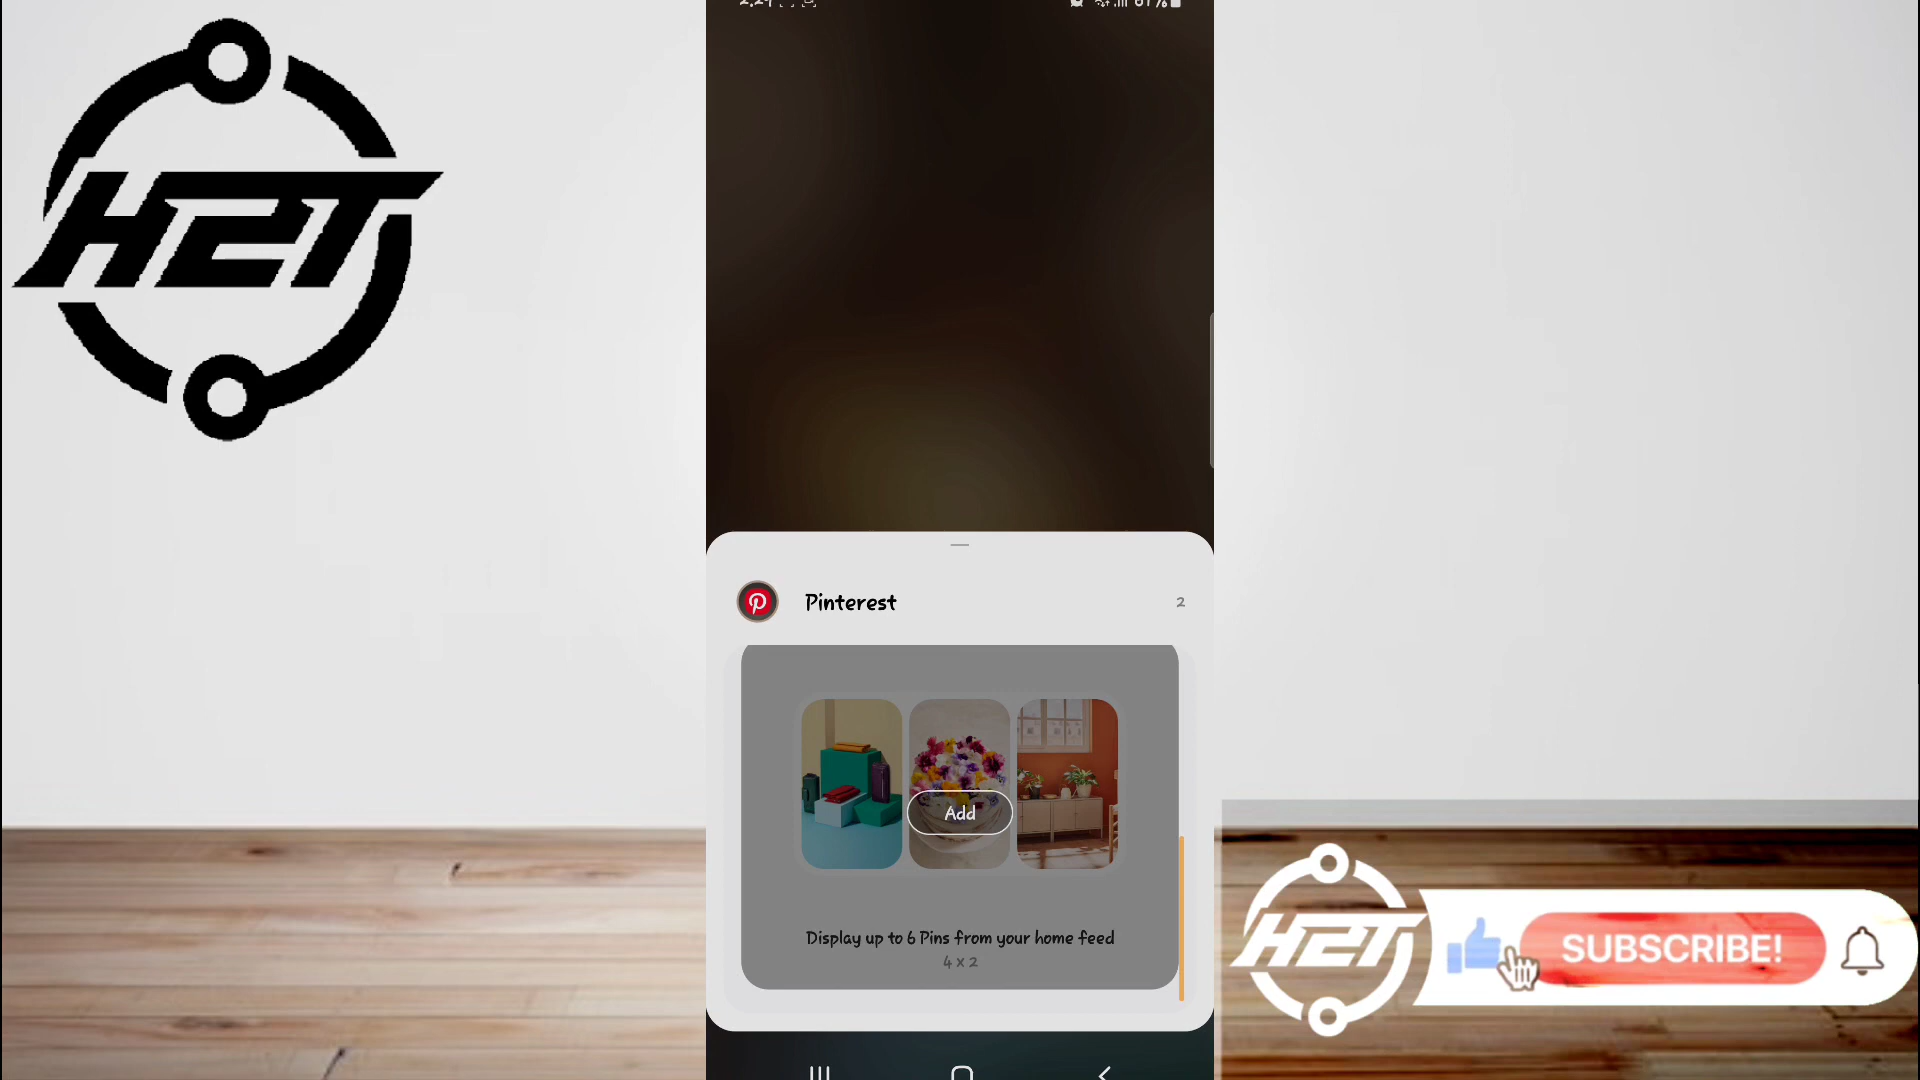 H2T
Pinterest
2
Add
Display up to 6 Pins from your home feed
4 x 2
H2T
SUBSCRIBE!